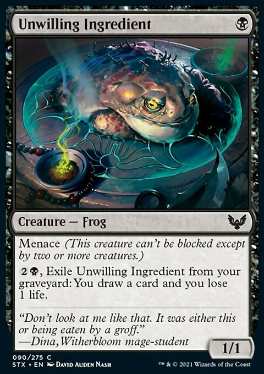 Unwilling Ingredient
Creature — Frog
Menace (This creature can't be blocked except
by two or more creatures.)
2, Exile Unwilling Ingredient from your
graveyard: You draw a card and you lose
1 life.
"Don't look at me like that. It was either this
or being eaten by a groff."
—Dina, Witherbloom mage-student
1/1
090/275 C
STX • EN DAVID AUDEN NASH
™ & © 2021 Wizards of the Coast